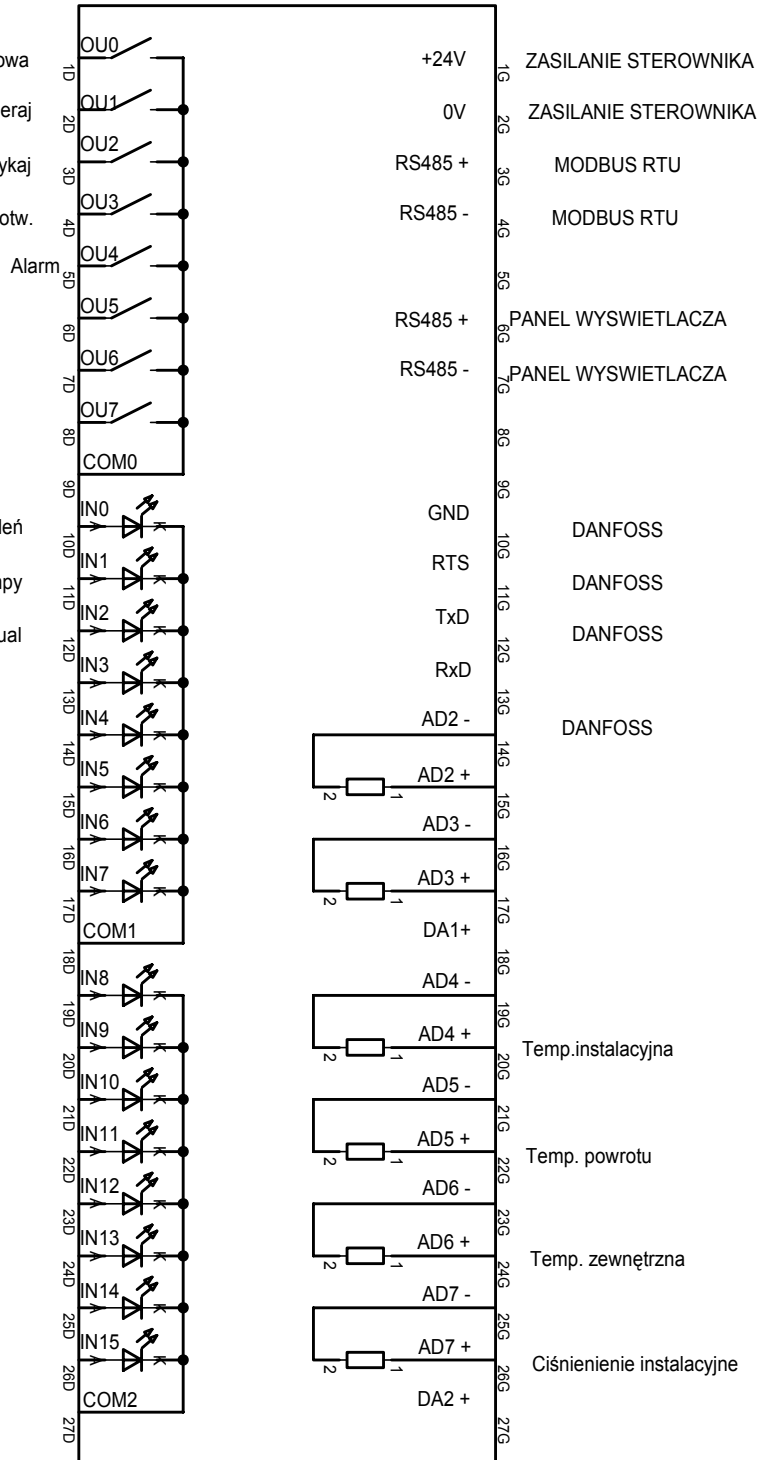 owa
eraj
ykaj
otw.
Alarm
leń
mpy
ual
OU0
1D
OU1
2D
OU2
3D
OU3
4D
OU4
5D
OU5
6D
OU6
7D
OU7
8D
COM0
9D
IN0
10D
IN1
11D
IN2
12D
IN3
13D
IN4
14D
IN5
15D
IN6
16D
IN7
17D
COM1
18D
IN8
19D
IN9
20D
IN10
21D
IN11
22D
IN12
23D
IN13
24D
IN14
25D
IN15
26D
COM2
27D
+24V 1G ZASILANIE STEROWNIKA
0V 2G ZASILANIE STEROWNIKA
RS485 + 3G MODBUS RTU
RS485 - 4G MODBUS RTU
5G
RS485 + 6G PANEL WYSWIETLACZA
RS485 - 7G PANEL WYSWIETLACZA
8G
9G
GND 10G DANFOSS
RTS 11G DANFOSS
TxD 12G DANFOSS
RxD 13G
AD2 - 14G DANFOSS
2 1 AD2 + 15G
AD3 - 16G
2 1 AD3 + 17G
DA1+ 18G
AD4 - 19G
2 1 AD4 + 20G Temp.instalacyjna
AD5 - 21G
2 1 AD5 + 22G Temp. powrotu
AD6 - 23G
2 1 AD6 + 24G Temp. zewnętrzna
AD7 - 25G
2 1 AD7 + 26G Ciśnienienie instalacyjne
DA2 + 27G